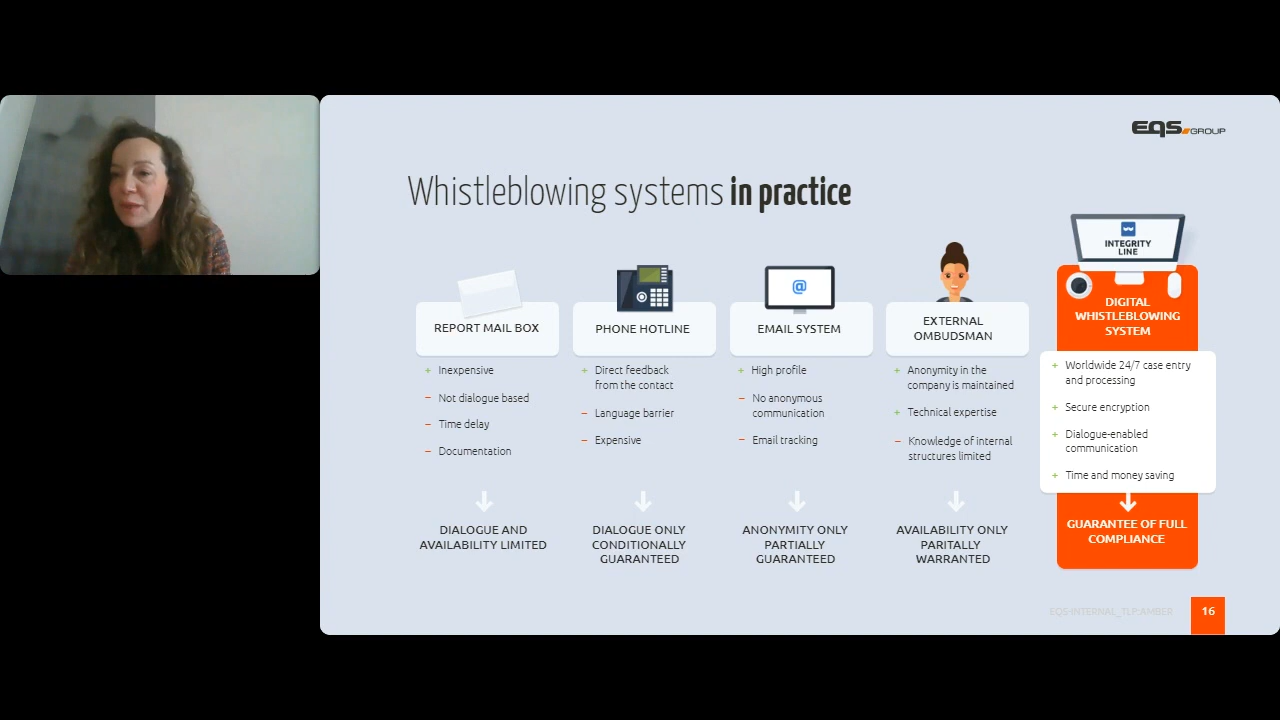 EQS GROUP
Whistleblowing systems in practice
INTEGRITY
LINE
@
REPORT MAIL BOX
+ Inexpensive
– Not dialogue based
– Time delay
– Documentation
DIALOGUE AND
AVAILABILITY LIMITED
PHONE HOTLINE
+ Direct feedback
from the contact
– Language barrier
– Expensive
DIALOGUE ONLY
CONDITIONALLY
GUARANTEED
EMAIL SYSTEM
+ High profile
– No anonymous
communication
– Email tracking
ANONYMITY ONLY
PARTIALLY
GUARANTEED
EXTERNAL
OMBUDSMAN
+ Anonymity in the
company is maintained
+ Technical expertise
– Knowledge of internal
structures limited
AVAILABILITY ONLY
PARITALLY
WARRANTED
DIGITAL
WHISTLEBLOWING
SYSTEM
+ Worldwide 24/7 case entry
and processing
+ Secure encryption
+ Dialogue-enabled
communication
+ Time and money saving
GUARANTEE OF FULL
COMPLIANCE
EQS-INTERNAL_TLP:AMBER
16